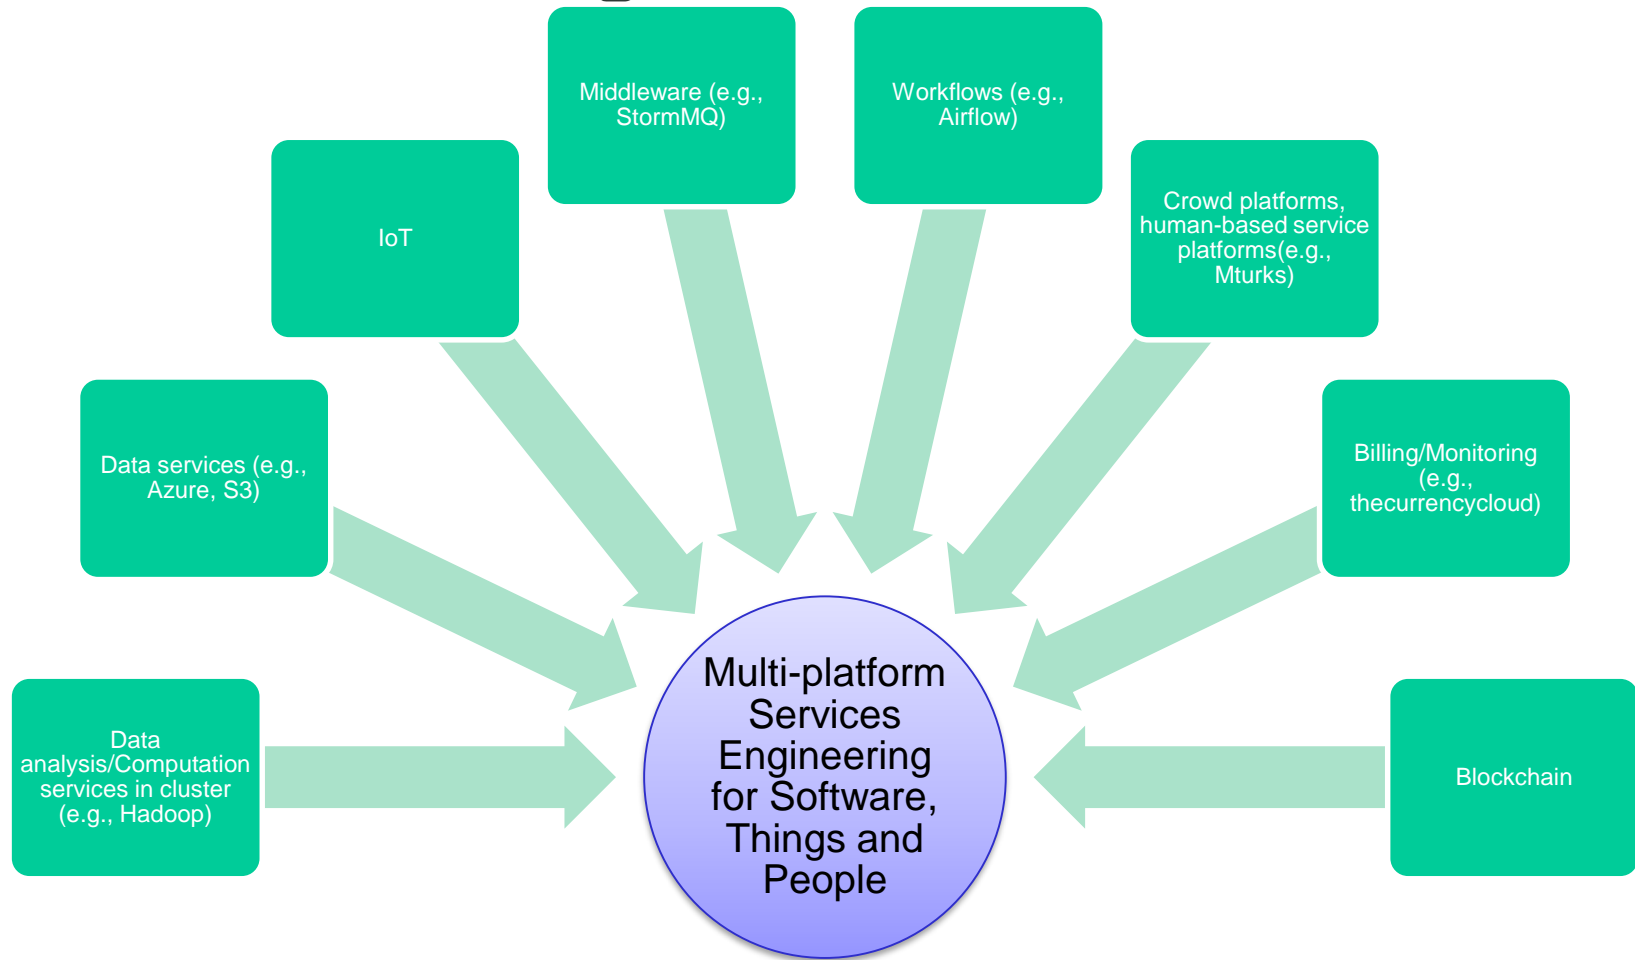 Middleware (e.g.,
StormMQ)
Workflows (e.g.,
Airflow)
IoT
Crowd platforms,
human-based service
platforms(e.g.,
Mturks)
Data services (e.g.,
Azure, S3)
Billing/Monitoring
(e.g.,
thecurrencycloud)
Data
analysis/Computation
services in cluster
(e.g., Hadoop)
Multi-platform
Services
Engineering
for Software,
Things and
People
Blockchain